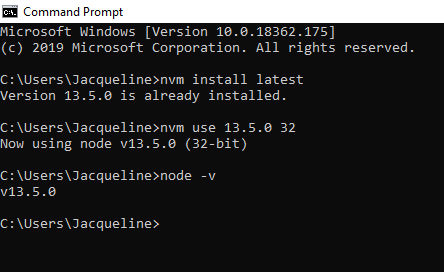 Command Prompt
Microsoft Windows [Version 10.0.18362.175]
(c) 2019 Microsoft Corporation. All rights reserved.
C:\Users\Jacqueline>nvm install latest
Version 13.5.0 is already installed.
C:\Users\Jacqueline>nvm use 13.5.0 32
Now using node v13.5.0 (32-bit)
C:\Users\Jacqueline>node -v
v13.5.0
C:\Users\Jacqueline>